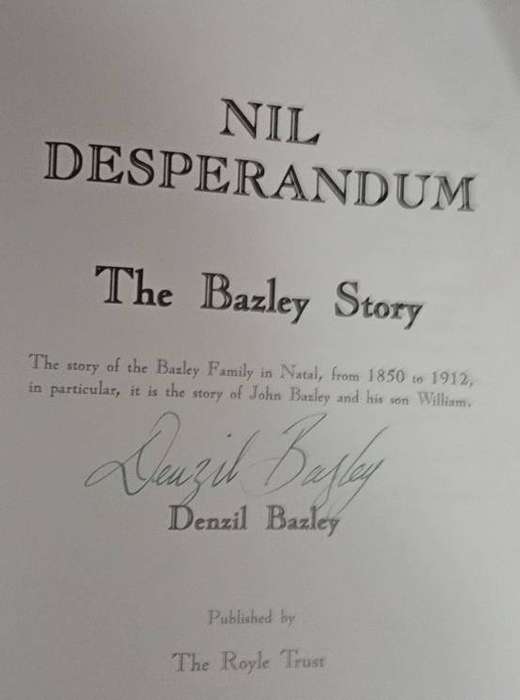 NIL
DESPERANDUM
The Bazley Story
The story of the Bazley Family in Natal, from 1850 to 1912,
in particular, it is the story of John Bazley and his son William.
Denzil Bazley
Denzil Bazley
Published by
The Royle Trust